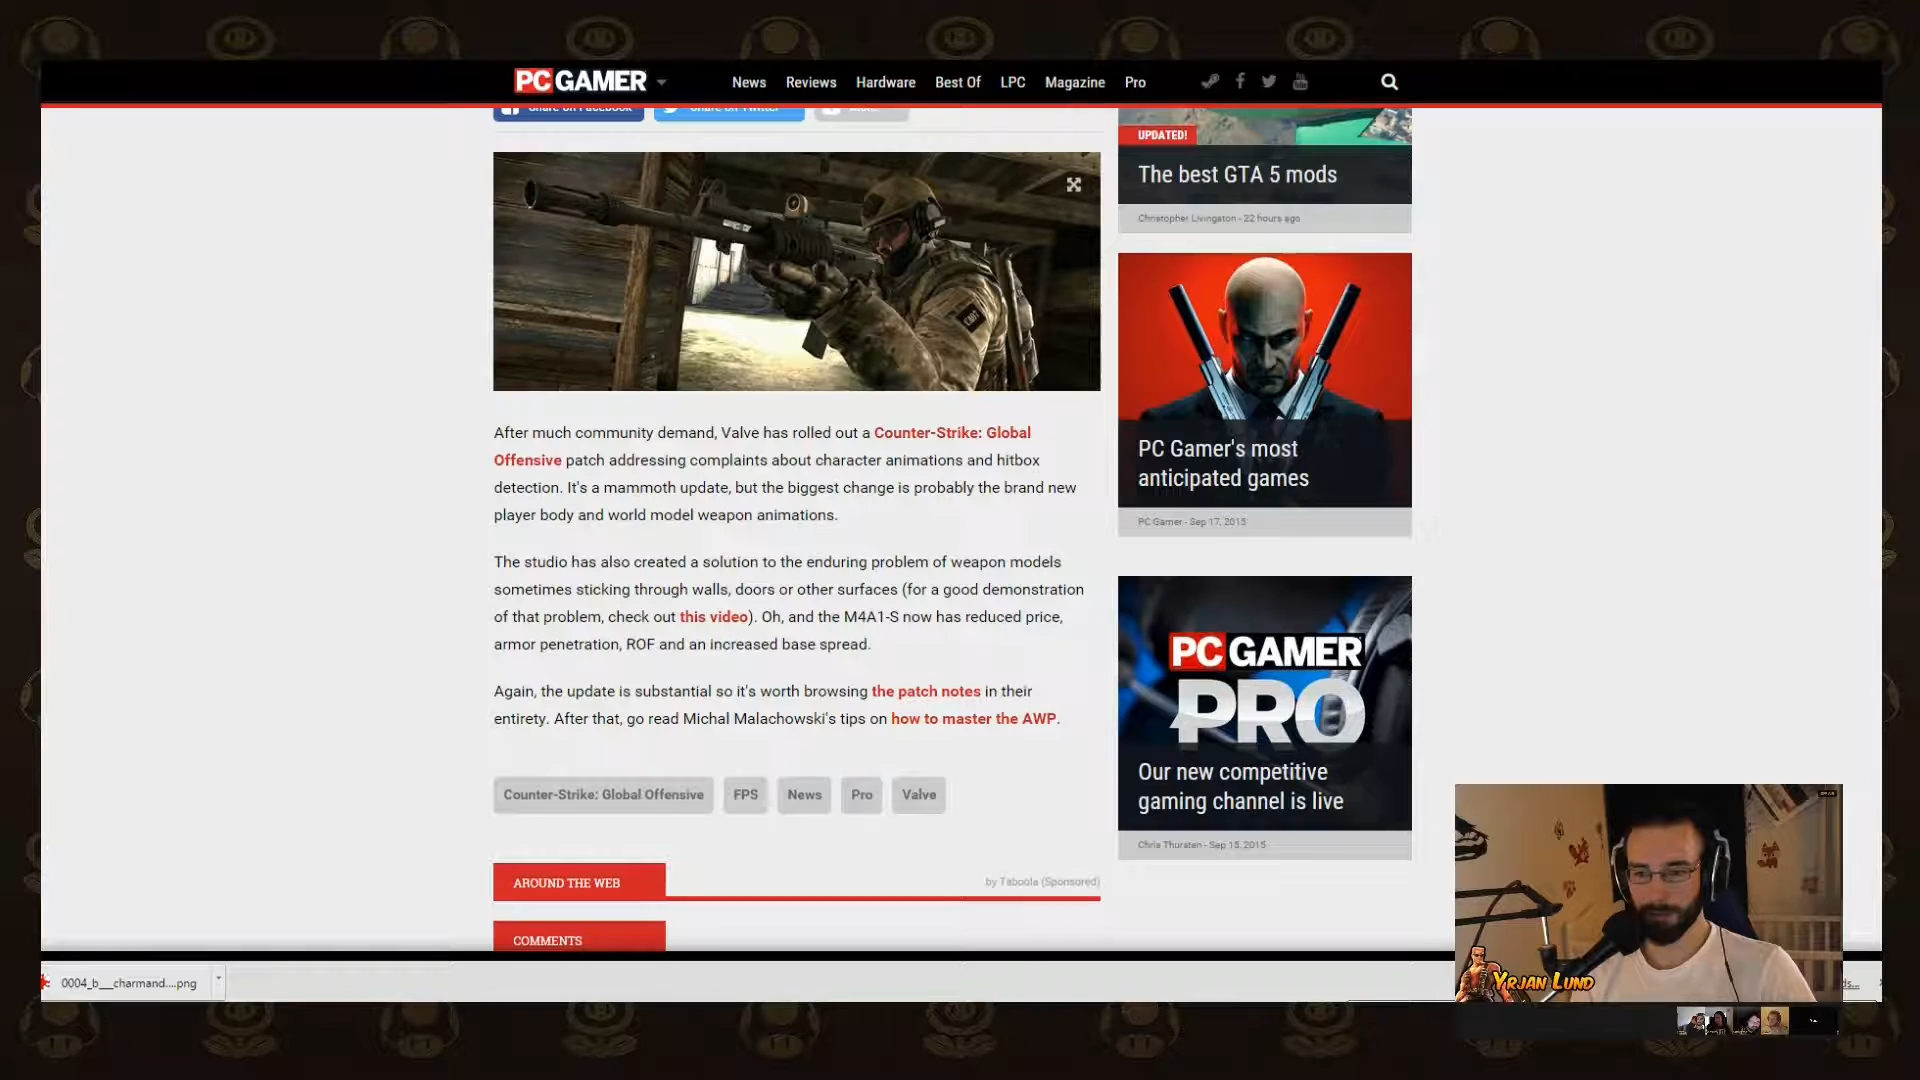 PC GAMER
News Reviews Hardware Best Of LPC Magazine Pro
Share on Facebook
Share on Twitter
UPDATED!
The best GTA 5 mods
Christopher Livingston - 22 hours ago
After much community demand, Valve has rolled out a Counter-Strike: Global
Offensive patch addressing complaints about character animations and hitbox
detection. It's a mammoth update, but the biggest change is probably the brand new
player body and world model weapon animations.
The studio has also created a solution to the enduring problem of weapon models
sometimes sticking through walls, doors or other surfaces (for a good demonstration
of that problem, check out this video). Oh, and the M4A1-S now has reduced price,
armor penetration, ROF and an increased base spread.
Again, the update is substantial so it's worth browsing the patch notes in their
entirety. After that, go read Michal Malachowski's tips on how to master the AWP.
Counter-Strike: Global Offensive FPS News Pro Valve
AROUND THE WEB
by Taboola (Sponsored)
COMMENTS
PC Gamer's most
anticipated games
PC Gamer - Sep 17, 2015
PC GAMER
PRO
Our new competitive
gaming channel is live
Chris Thursten - Sep 15, 2015
0004_b__charmand....png
YRJAN LUND